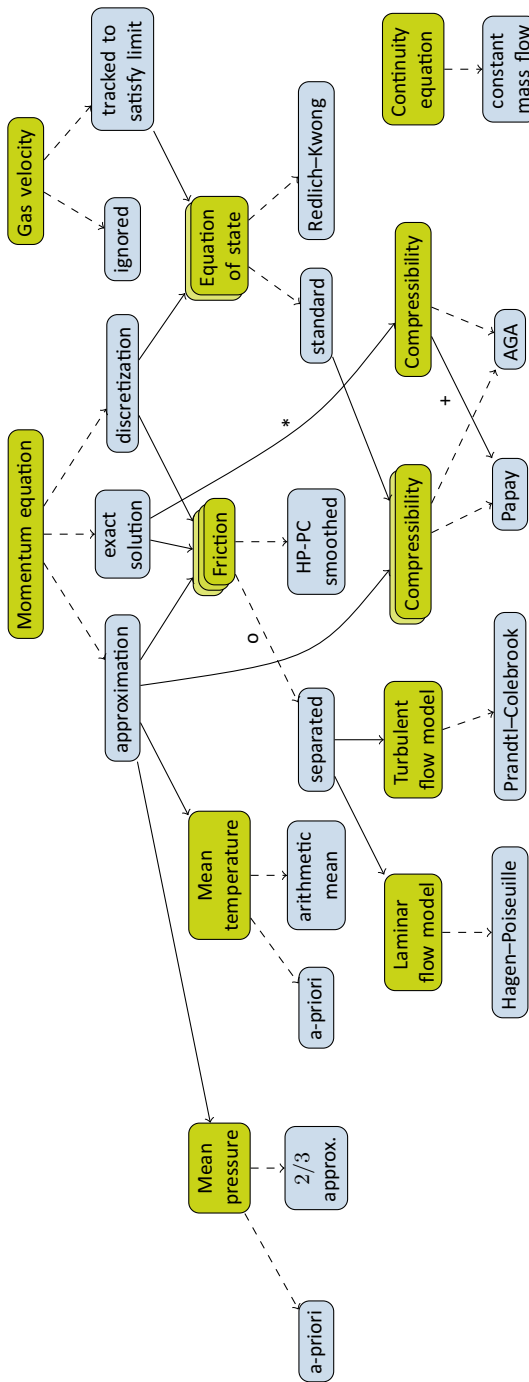 Momentum equation
Gas velocity
approximation
exact
solution
discretization
ignored
tracked to
satisfy limit
Mean
pressure
Mean
temperature
Friction
Equation
of state
a-priori
2/3
approx.
a-priori
arithmetic
mean
separated
HP-PC
smoothed
standard
Redlich–Kwong
o
*
Laminar
flow model
Turbulent
flow model
Compressibility
Compressibility
Continuity
equation
+
Hagen–Poiseuille
Prandtl–Colebrook
Papay
AGA
constant
mass flow